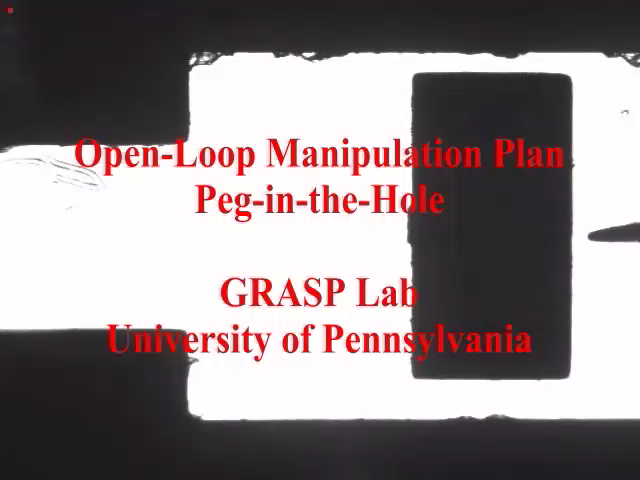 Open-Loop Manipulation Plan
Peg-in-the-Hole
GRASP Lab
University of Pennsylvania